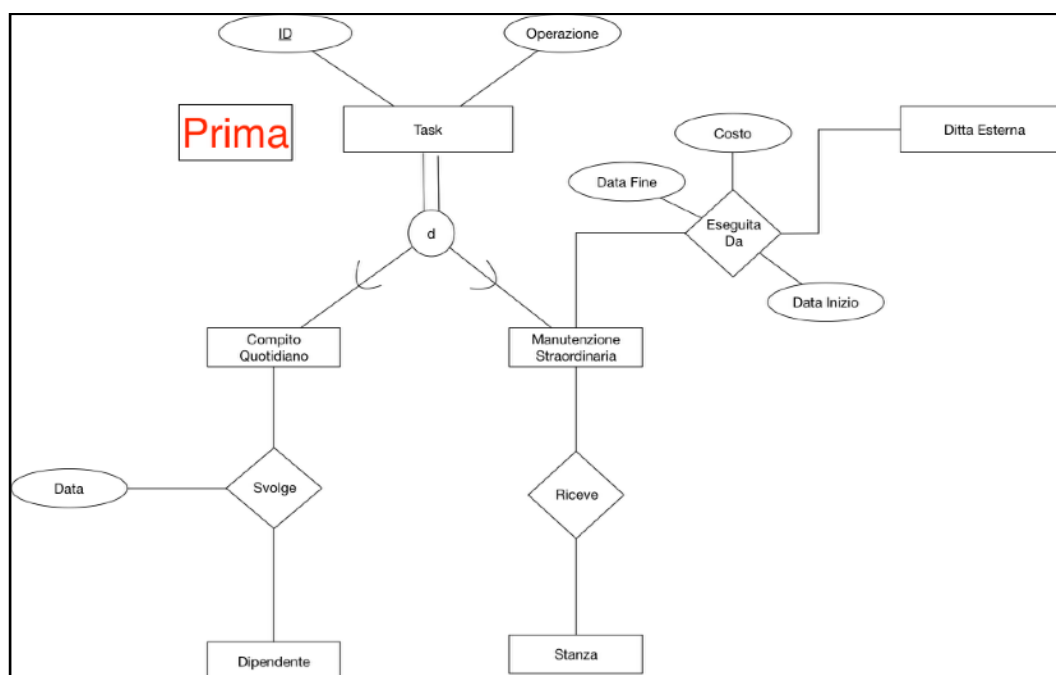 ID
Operazione
Prima
Task
Costo
Ditta Esterna
Data Fine
Eseguita
Da
d
Data Inizio
Compito
Quotidiano
Manutenzione
Straordinaria
Data
Svolge
Riceve
Dipendente
Stanza